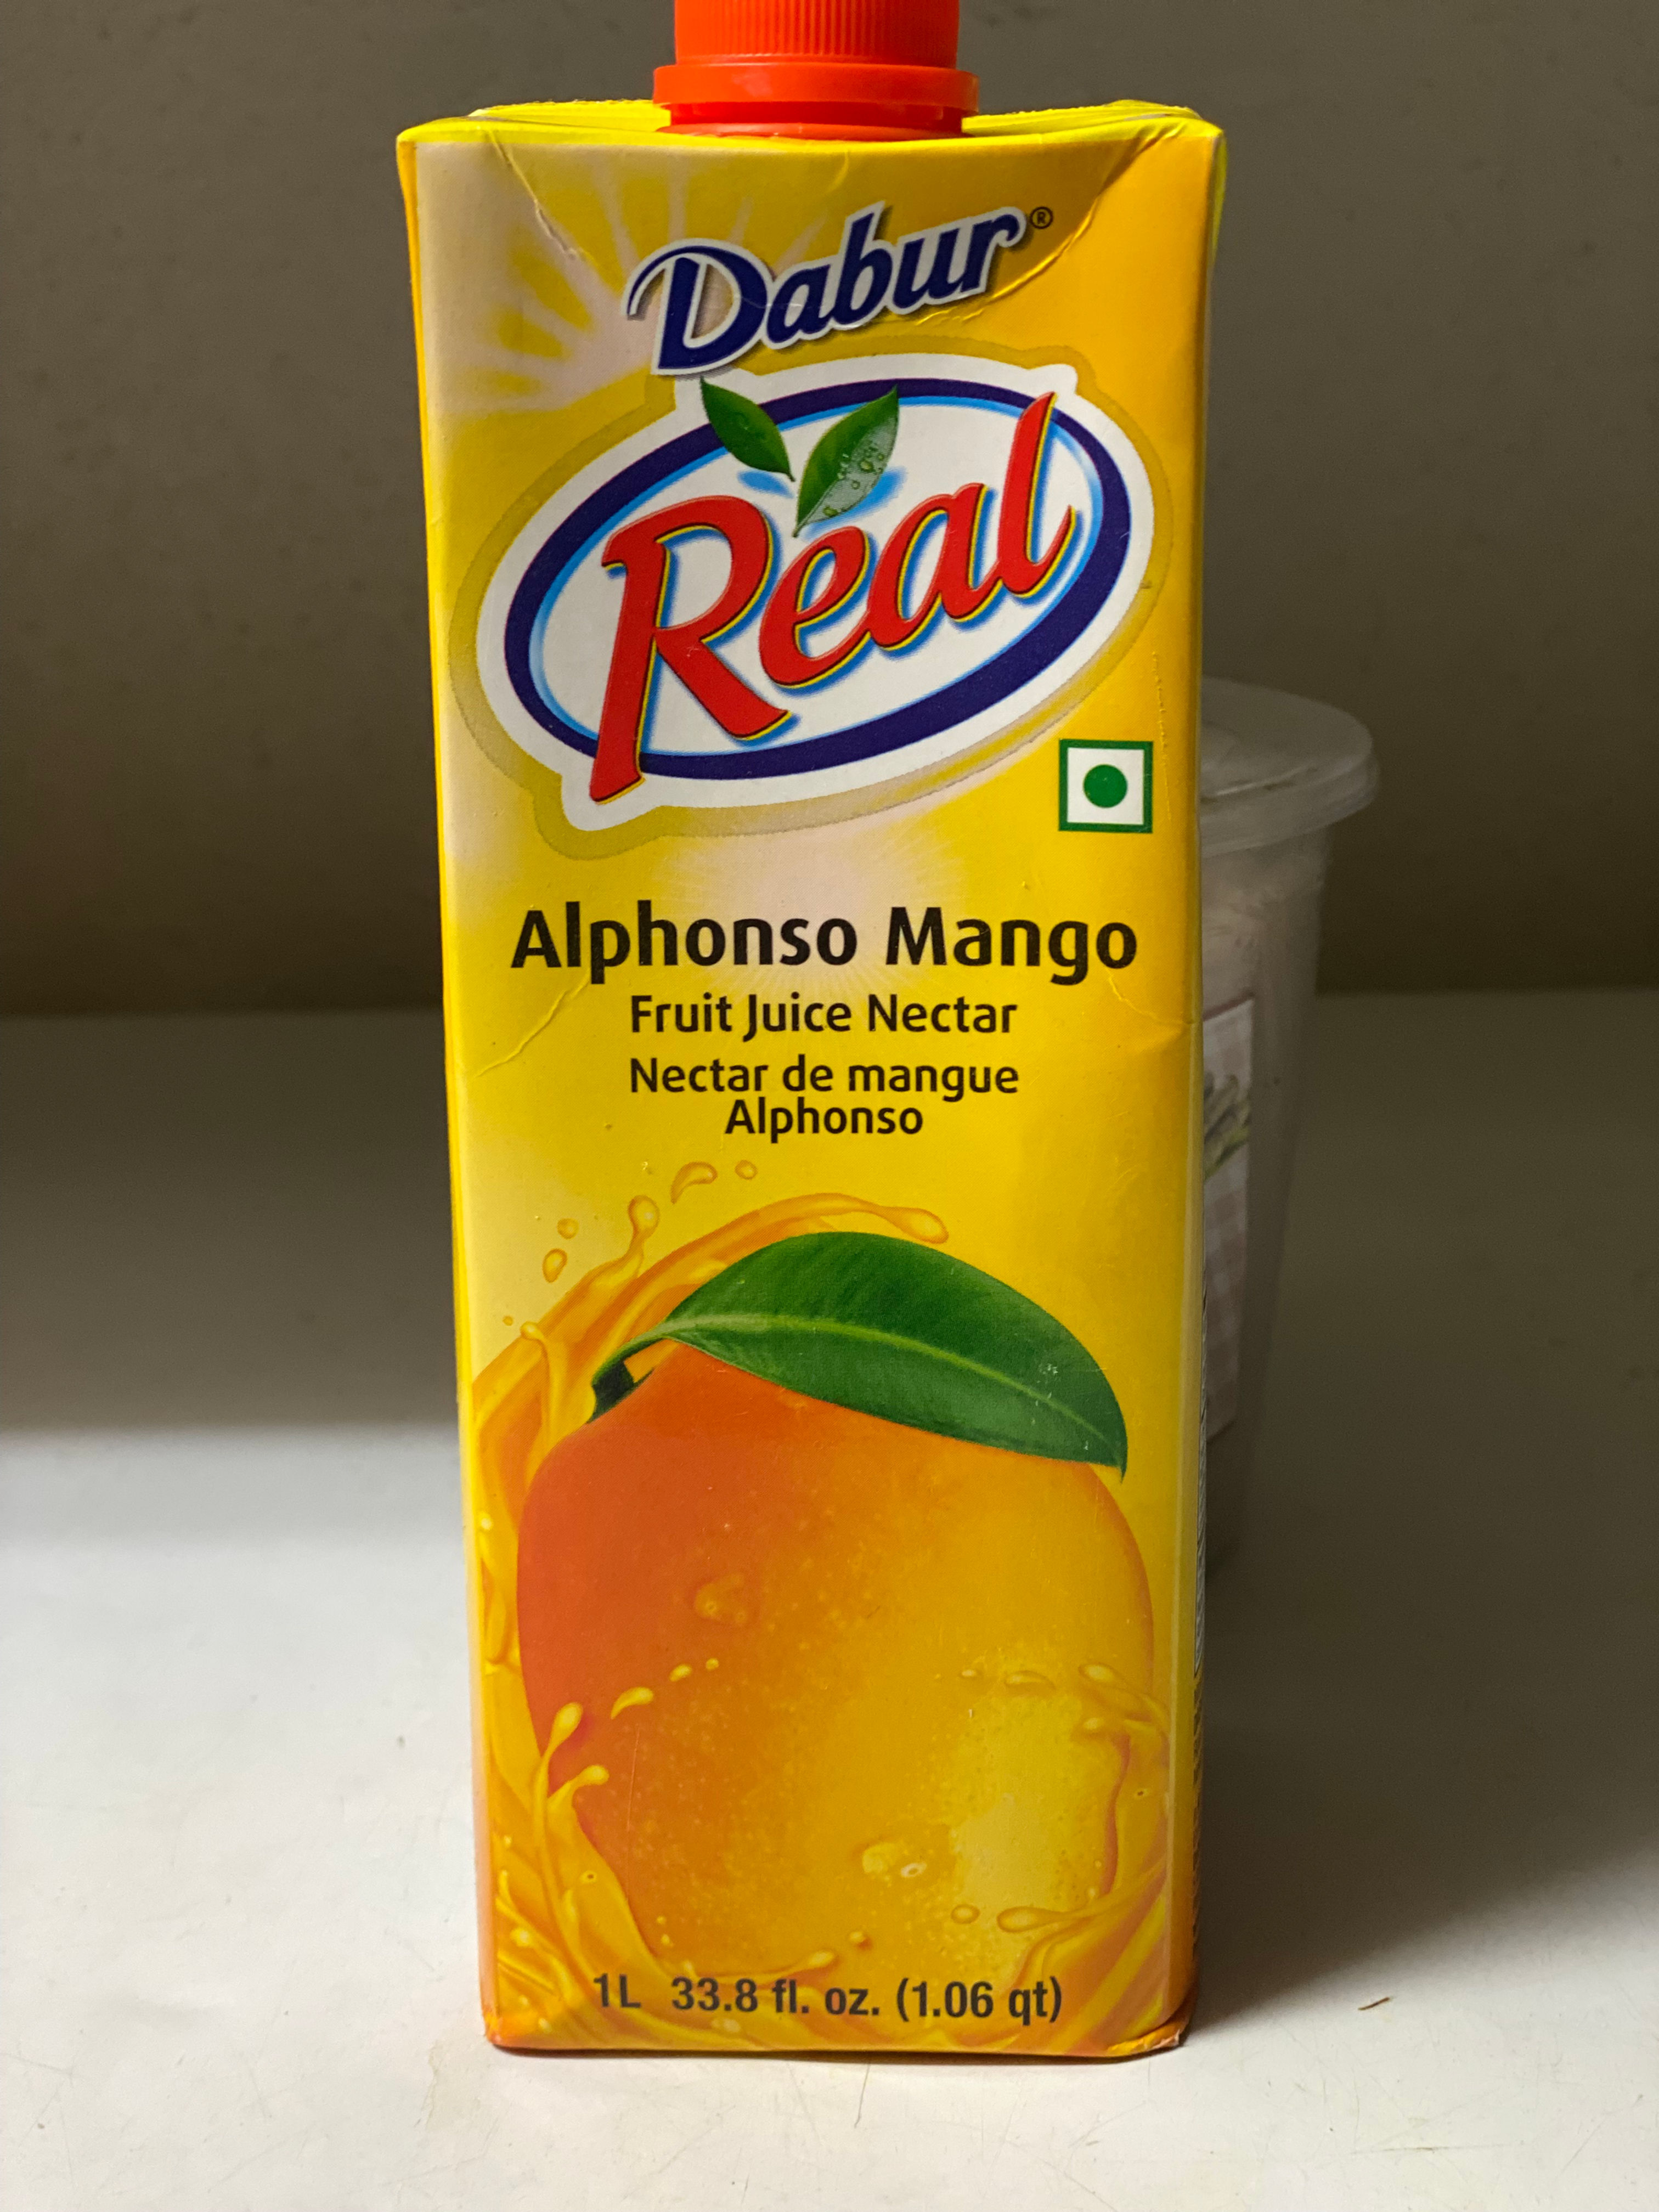 Dabur®
Real
Alphonso Mango
Fruit Juice Nectar
Nectar de mangue
Alphonso
1L 33.8 fl. oz. (1.06 qt)